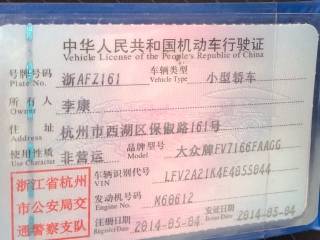 中华人民共和国机动车行驶证
Vehicle License of the People's Republic of China
号牌号码 浙AFZ161 车辆类型 小型轿车
Plate No. Vehicle Type
所有人 李康
Owner
住址 杭州市西湖区保俶路161号
Address
使用性质 非营运 品牌型号 大众牌FV7166FAAGG
Use Character Model
浙江省杭州 车辆识别代号 LFV2A21K4E4055044
VIN
市公安局交 发动机号码 M60612
Engine No.
通警察支队 注册日期 2014-05-04 发证日期 2014-05-04
Register Date Issue Date